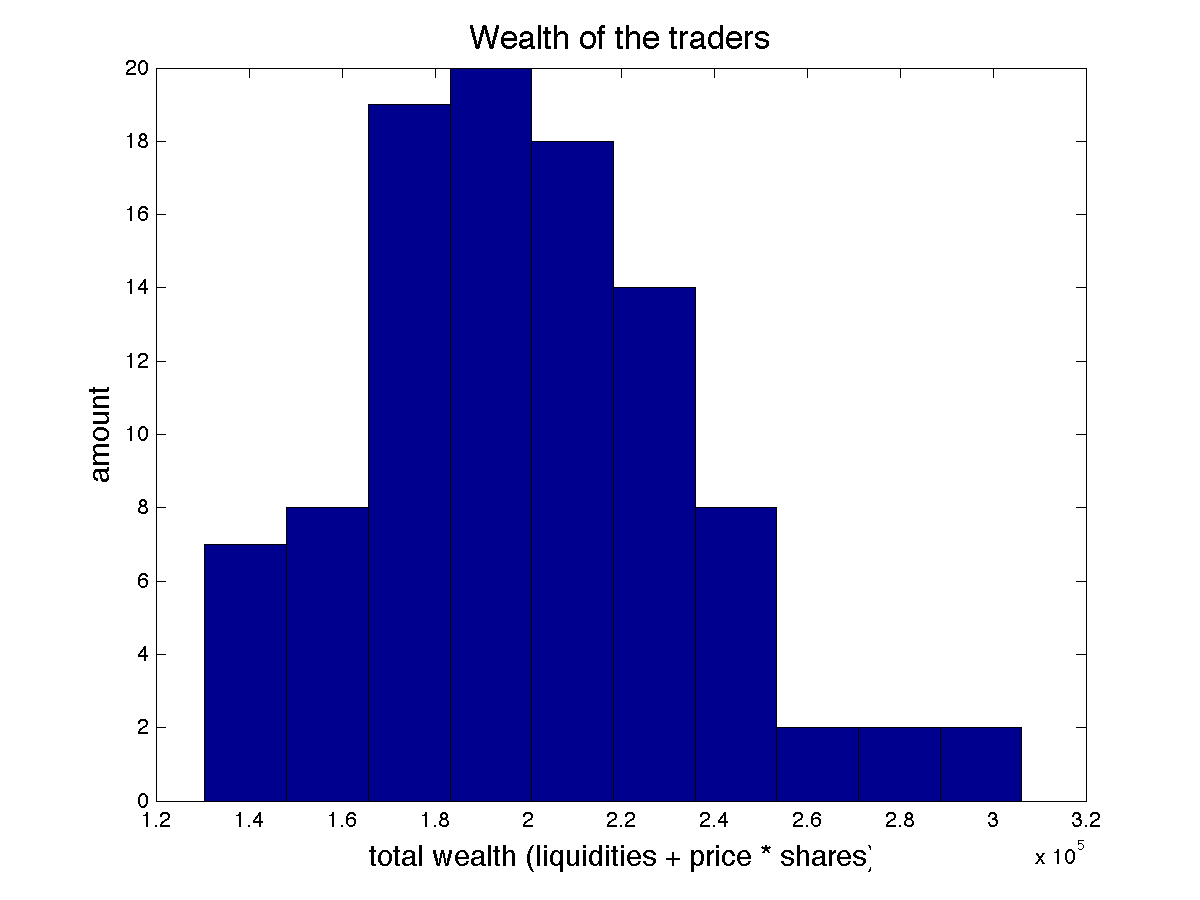 Wealth of the traders
20
18
16
14
12
10
8
6
4
2
0
amount
1.2 1.4 1.6 1.8 2 2.2 2.4 2.6 2.8 3 3.2
x 10^5
total wealth (liquidities + price * shares)